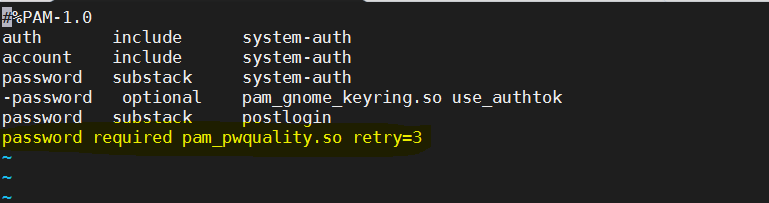 #%PAM-1.0
auth include system-auth
account include system-auth
password substack system-auth
-password optional pam_gnome_keyring.so use_authtok
password substack postlogin
password required pam_pwquality.so retry=3
~
~
~